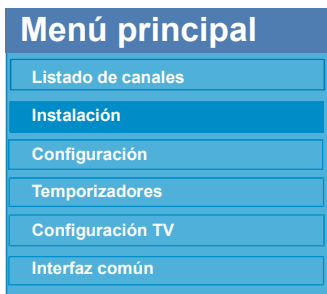 Menú principal
Listado de canales
Instalación
Configuración
Temporizadores
Configuración TV
Interfaz común